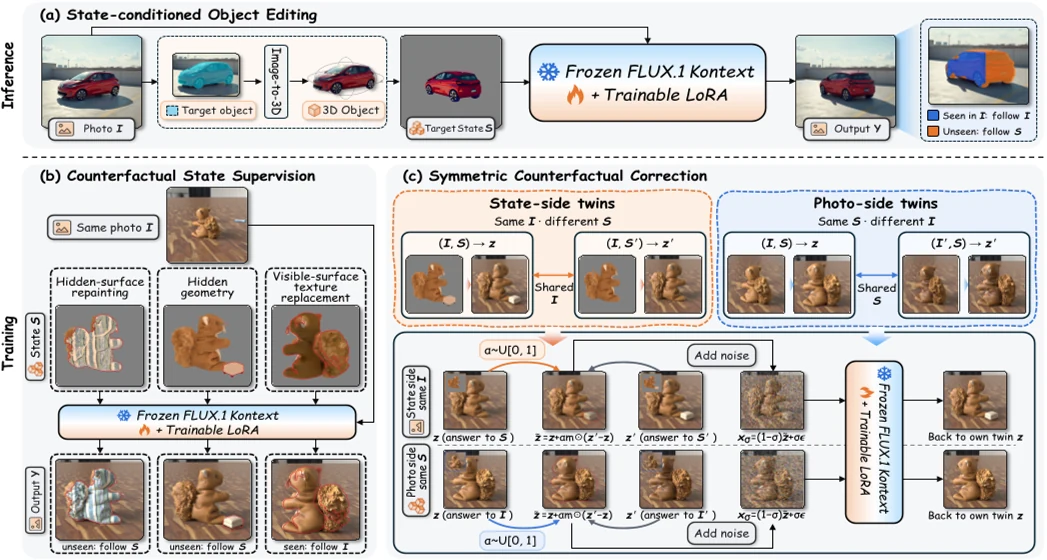 Inference
(a) State-conditioned Object Editing
Photo I
Target object
Image-to-3D
3D Object
Target State S
Frozen FLUX.1 Kontext
+ Trainable LoRA
Output Y
Seen in I: follow I
Unseen: follow S
Training
(b) Counterfactual State Supervision
Same photo I
Hidden-surface
repainting
Hidden
geometry
Visible-surface
texture
replacement
State S
Frozen FLUX.1 Kontext
+ Trainable LoRA
Output Y
unseen: follow S
unseen: follow S
seen: follow I
(c) Symmetric Counterfactual Correction
State-side twins
Same I · different S
(I, S) → z
Shared
I
(I, S′) → z′
Photo-side twins
Same S · different I
(I, S) → z
Shared
S
(I′, S) → z′
a~U[0, 1]
Add noise
State side
same I
z (answer to S)
z̃=z+am⊙(z′-z)
z′ (answer to S′)
xσ=(1-σ)z̃+σϵ
Back to own twin z
Frozen FLUX.1 Kontext
+ Trainable LoRA
Photo side
same S
z (answer to I)
z̃=z+am⊙(z′-z)
z′ (answer to I′)
xσ=(1-σ)z̃+σϵ
Back to own twin z
a~U[0, 1]
Add noise